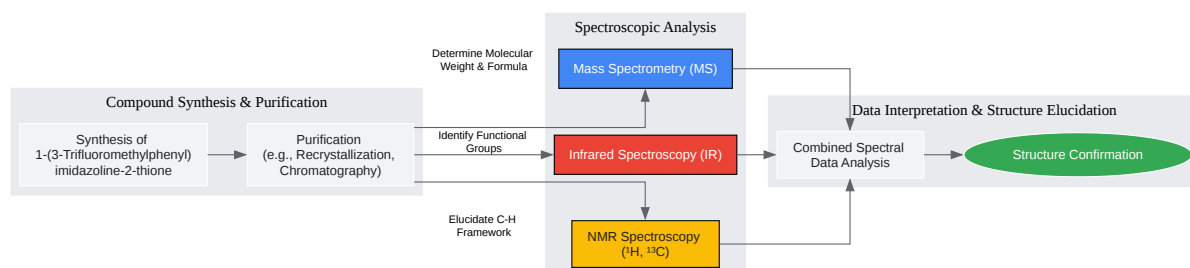 Compound Synthesis & Purification
Synthesis of
1-(3-Trifluoromethylphenyl)
imidazoline-2-thione
Purification
(e.g., Recrystallization,
Chromatography)
Determine Molecular
Weight & Formula
Identify Functional
Groups
Elucidate C-H
Framework
Spectroscopic Analysis
Mass Spectrometry (MS)
Infrared Spectroscopy (IR)
NMR Spectroscopy
(¹H, ¹³C)
Data Interpretation & Structure Elucidation
Combined Spectral
Data Analysis
Structure Confirmation